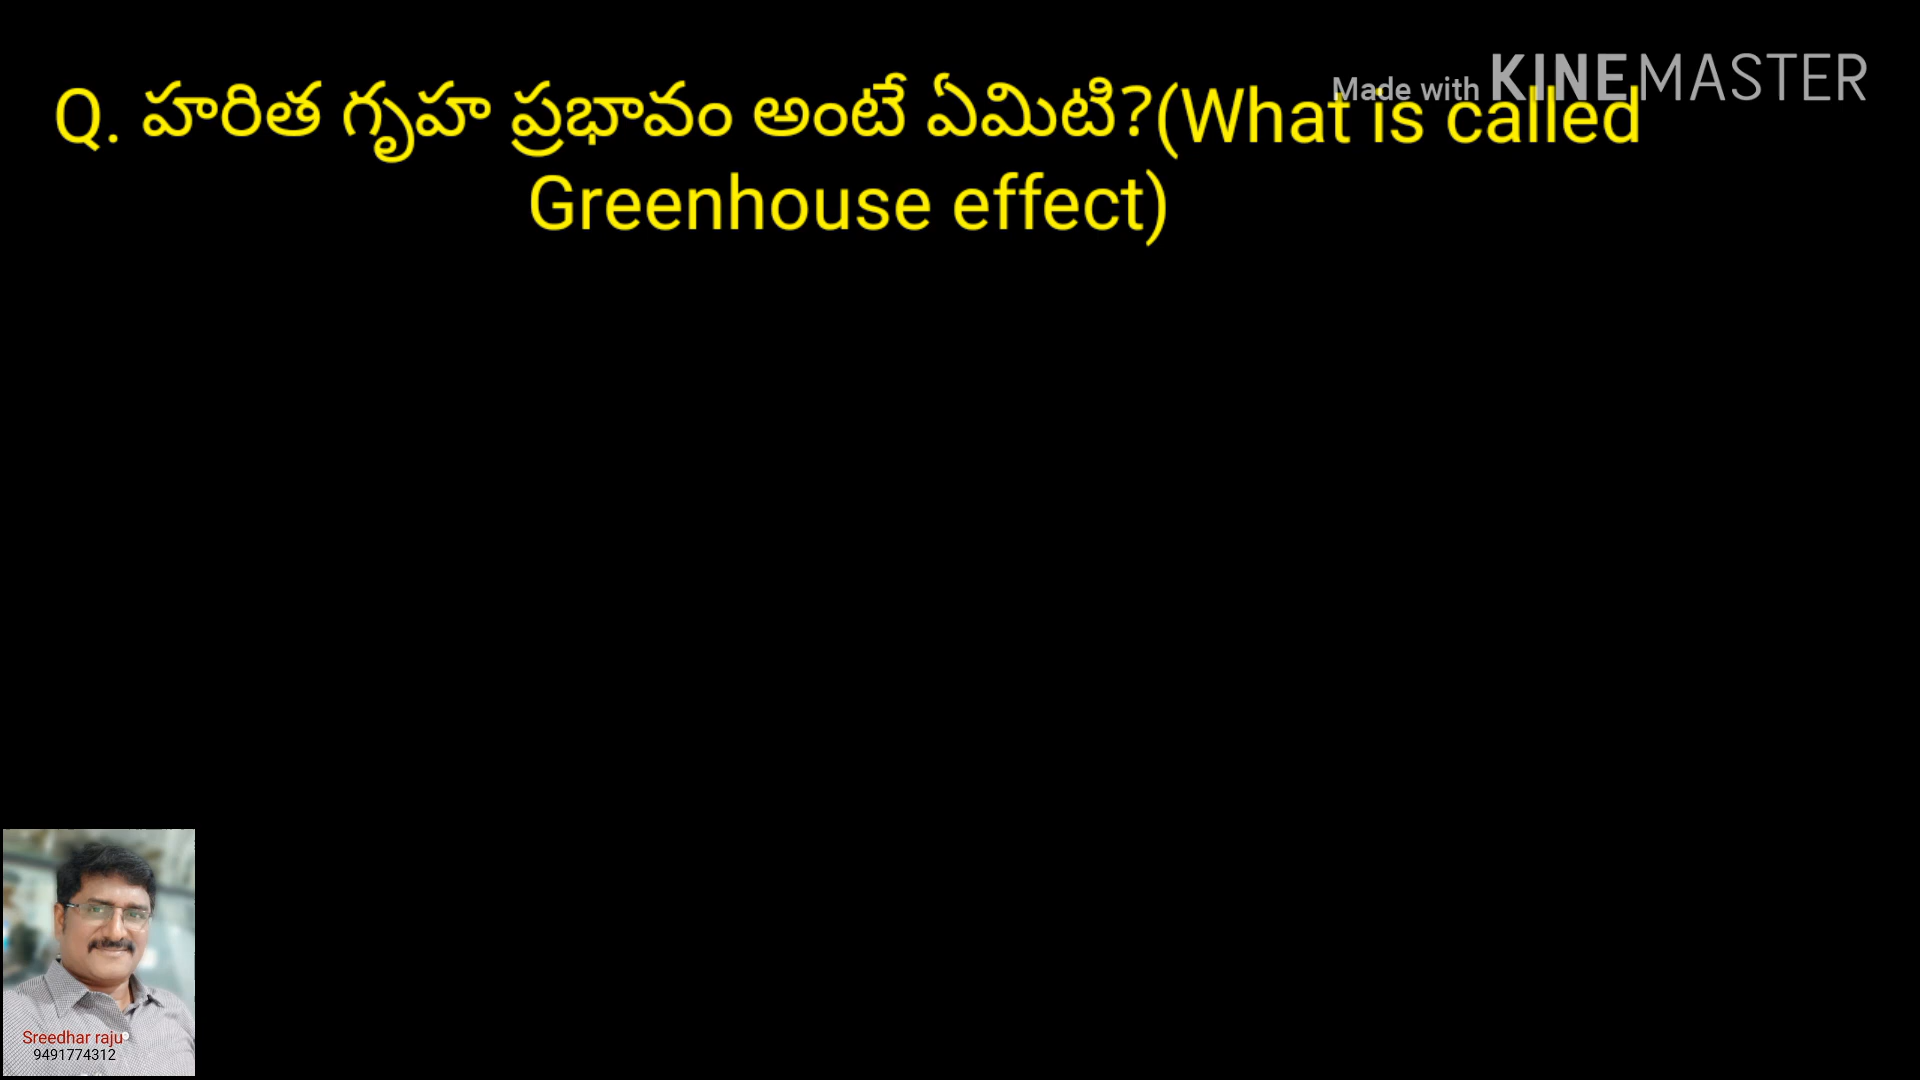 Made with KINEMASTER
Q. హరిత గృహ ప్రభావం అంటే ఏమిటి?(What is called
Greenhouse effect)
Sreedhar raju
9491774312